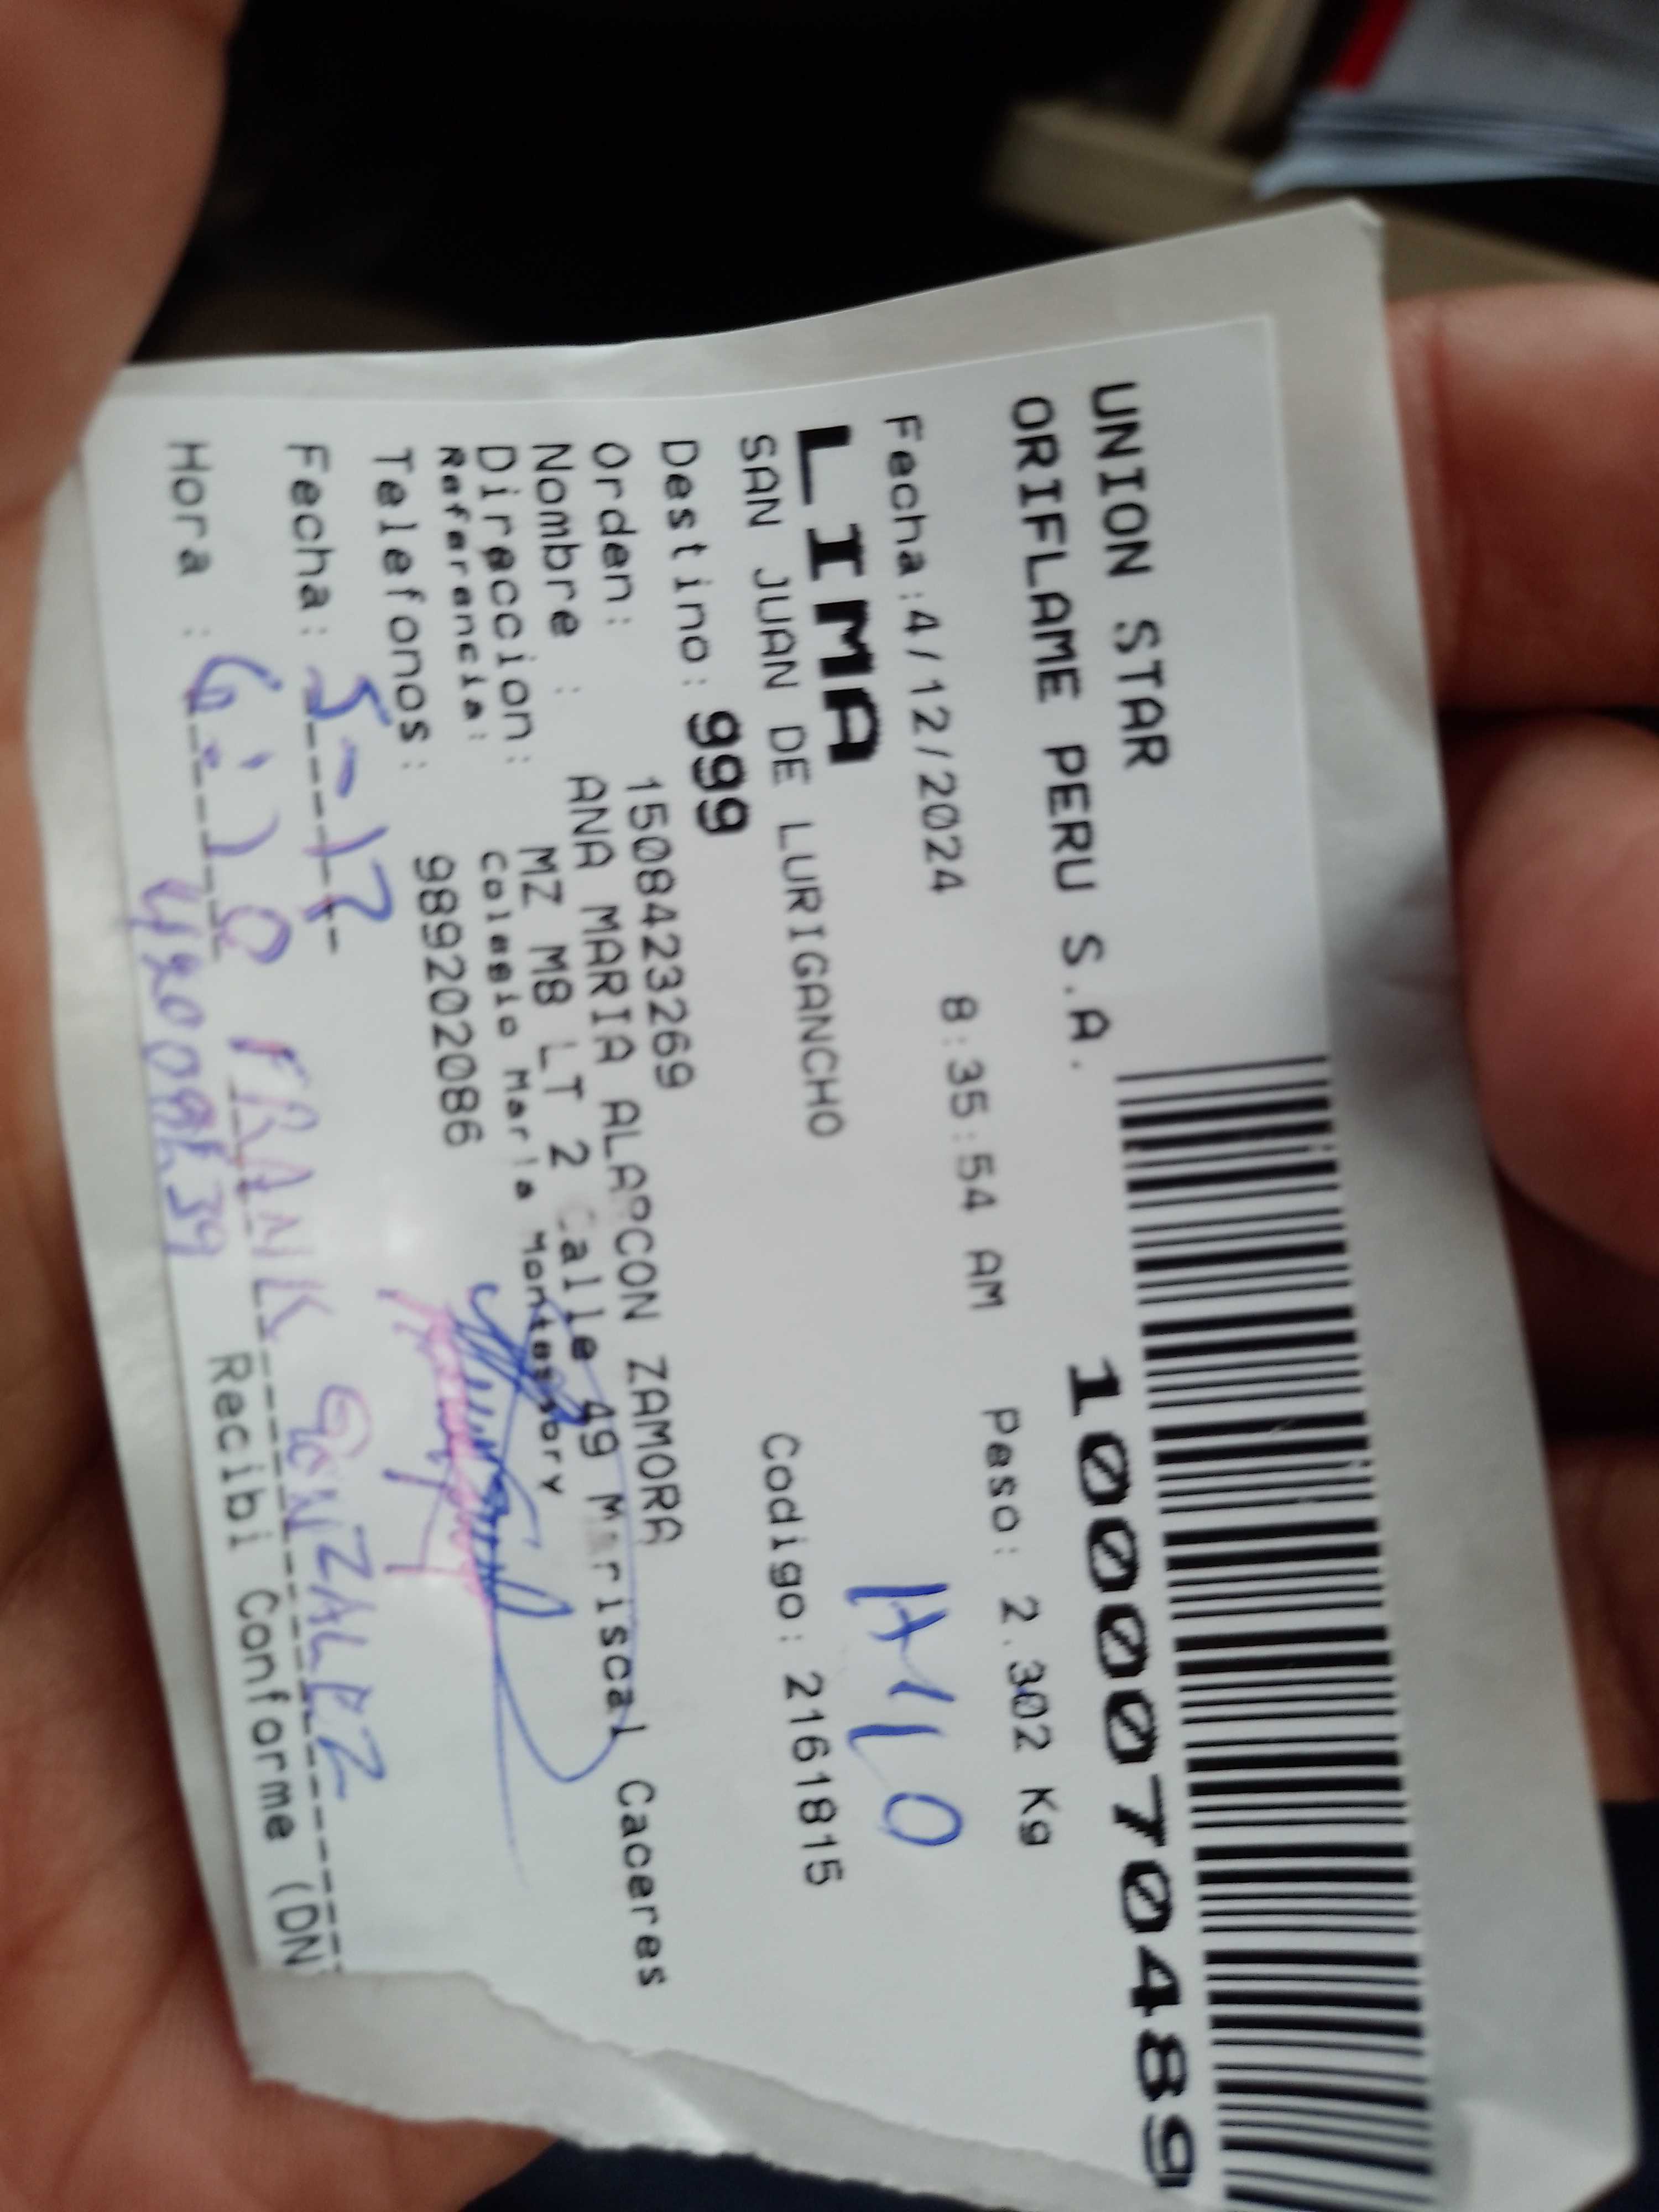 UNION STAR
ORIFLAME PERU S.A.
10000770489
Fecha:4/12/2024 8:35:54 AM Peso: 2.302 Kg
LIMA
SAN JUAN DE LURIGANCHO Codigo: 2161815
Destino: 999
Orden: 1508423269
Nombre : ANA MARIA ALARCON ZAMORA
Direccion: MZ M8 LT 2 Calle 49 Mariscal Caceres
Referencia: Colegio Maria Montessory
Telefonos: 989202086
Fecha: 5-12
Hora : 6:10 FRANK GONZALEZ
Recibi Conforme (DN